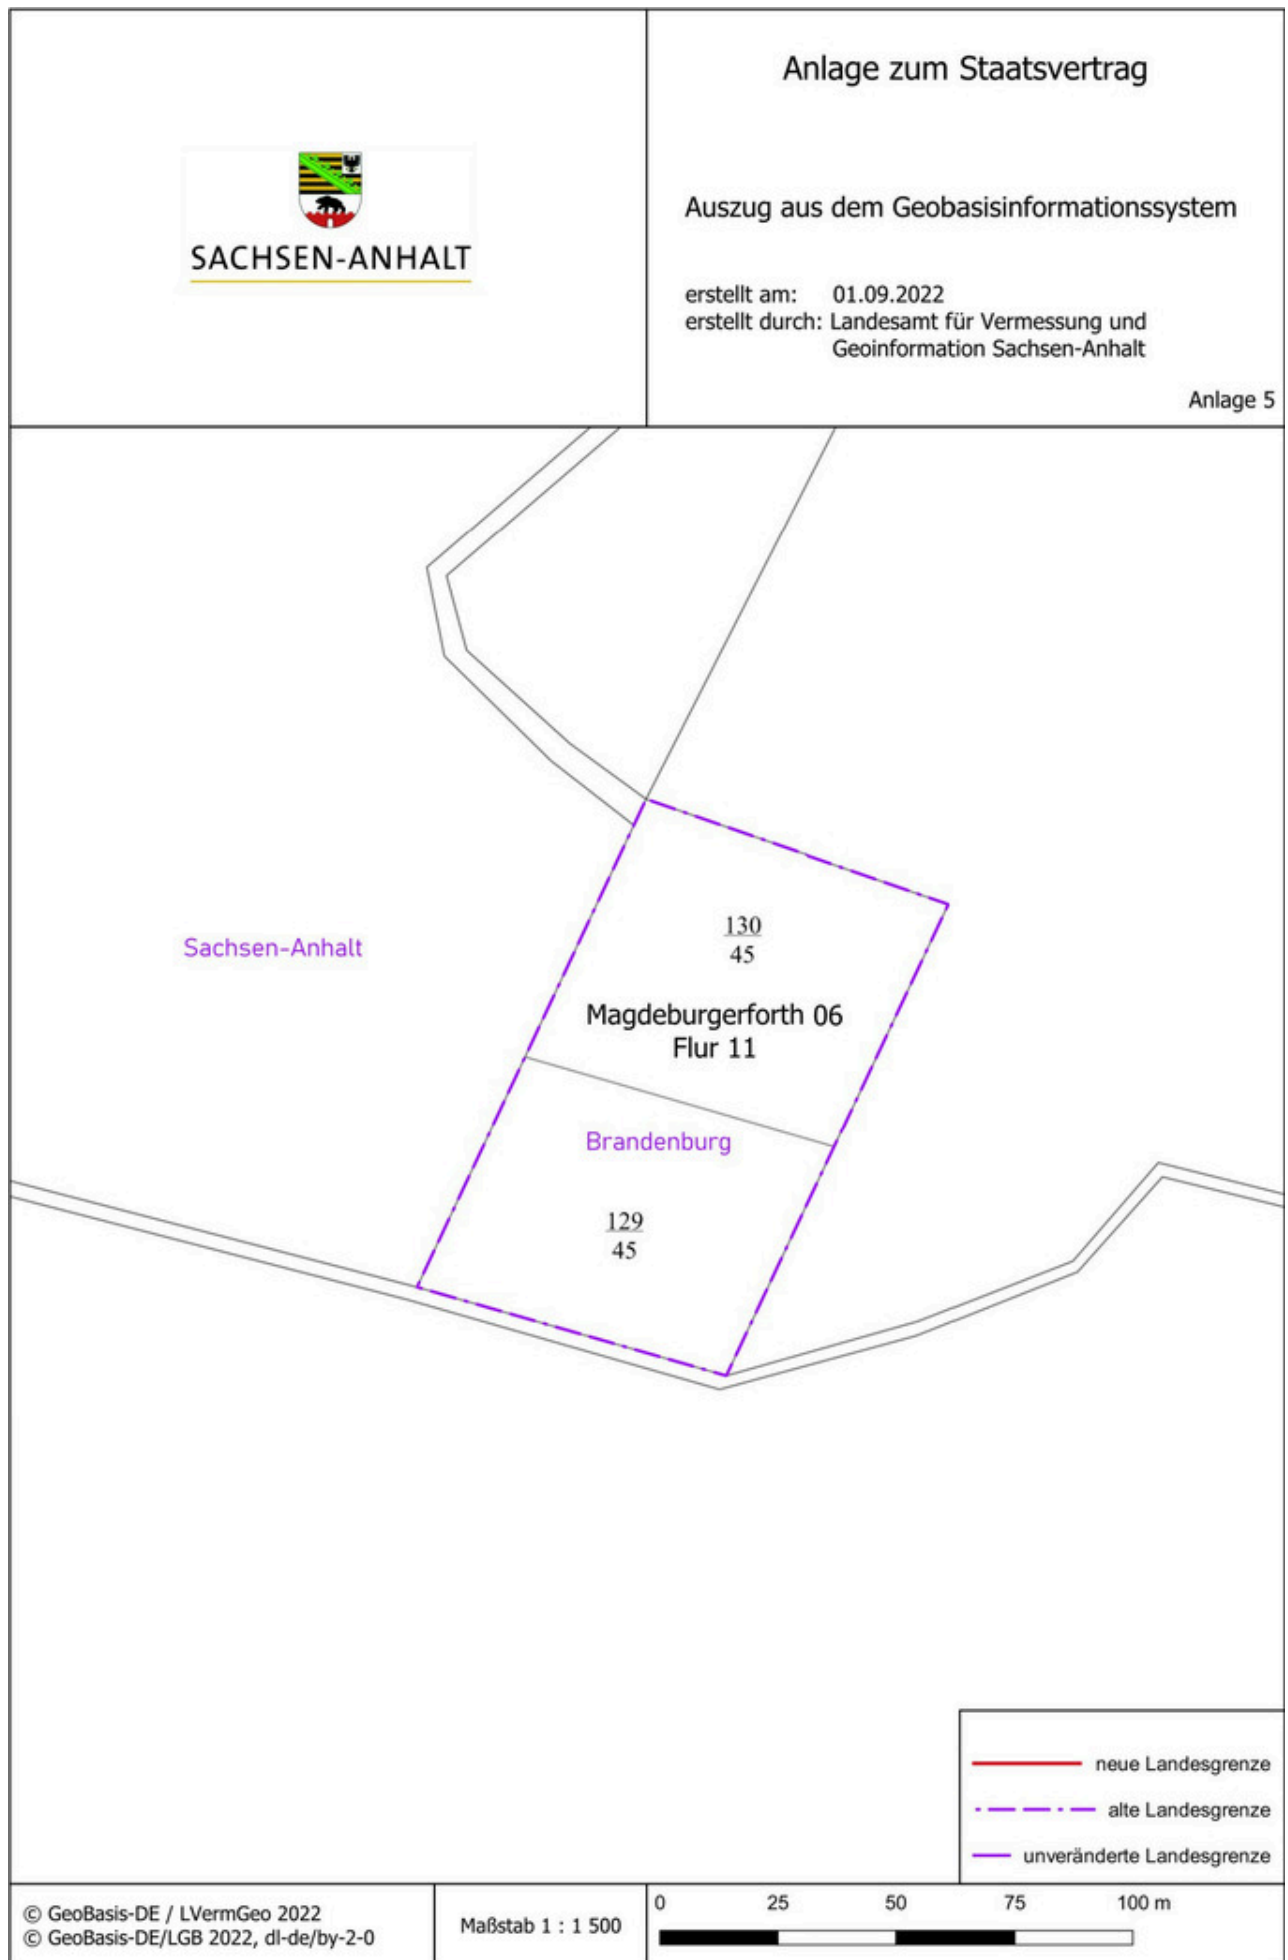 SACHSEN-ANHALT
Anlage zum Staatsvertrag
Auszug aus dem Geobasisinformationssystem
erstellt am: 01.09.2022
erstellt durch: Landesamt für Vermessung und
Geoinformation Sachsen-Anhalt
Anlage 5
Sachsen-Anhalt
130
45
Magdeburgerforth 06
Flur 11
Brandenburg
129
45
neue Landesgrenze
alte Landesgrenze
unveränderte Landesgrenze
© GeoBasis-DE / LVermGeo 2022
© GeoBasis-DE/LGB 2022, dl-de/by-2-0
Maßstab 1 : 1 500
0 25 50 75 100 m